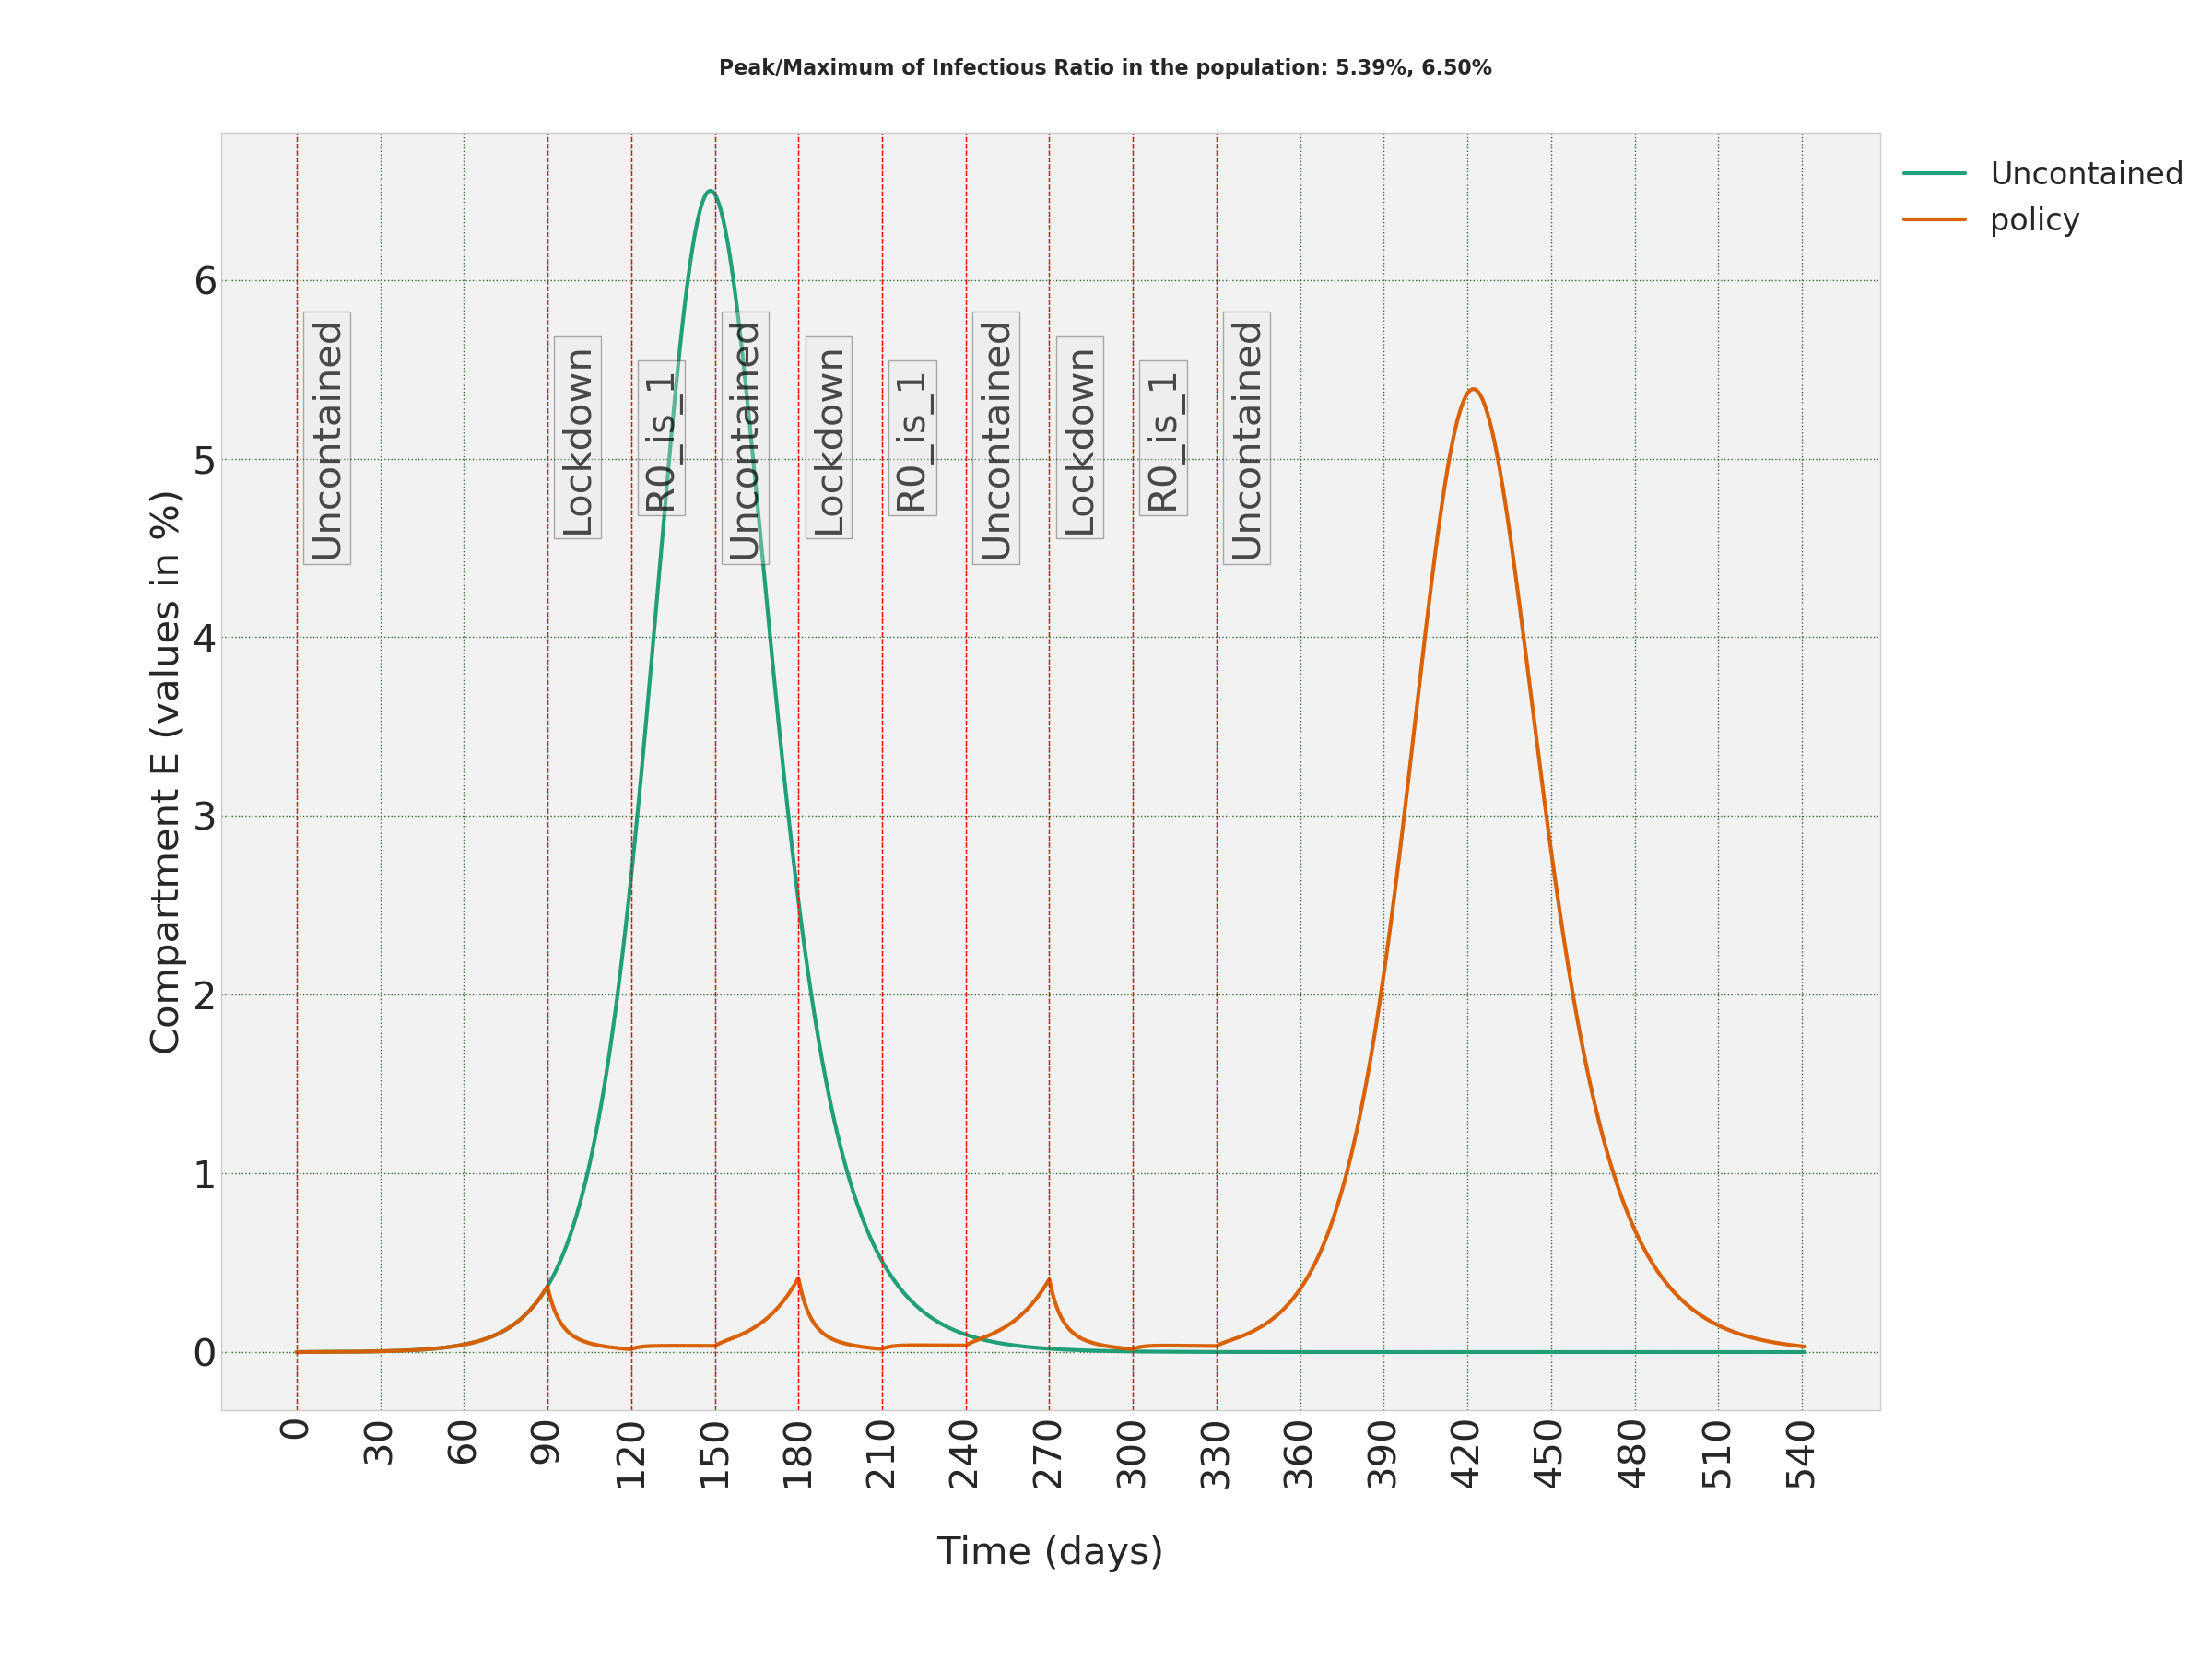 Peak/Maximum of Infectious Ratio in the population: 5.39%, 6.50%
Uncontained
policy
Compartment E (values in %)
6
5
4
3
2
1
0
Uncontained
Lockdown
R0_is_1
Uncontained
Lockdown
R0_is_1
Uncontained
Lockdown
R0_is_1
Uncontained
0
30
60
90
120
150
180
210
240
270
300
330
360
390
420
450
480
510
540
Time (days)